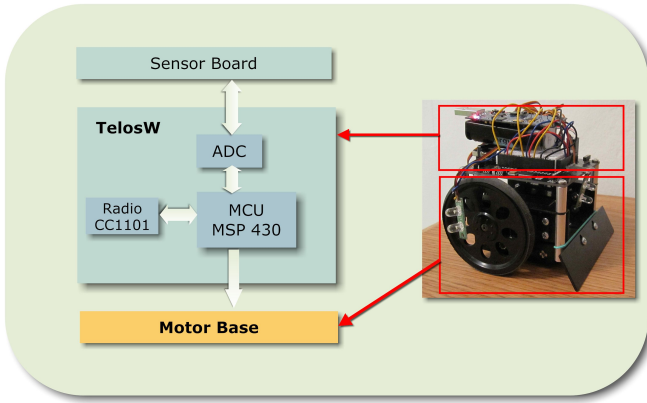 Sensor Board
TelosW
ADC
Radio
CC1101
MCU
MSP 430
Motor Base